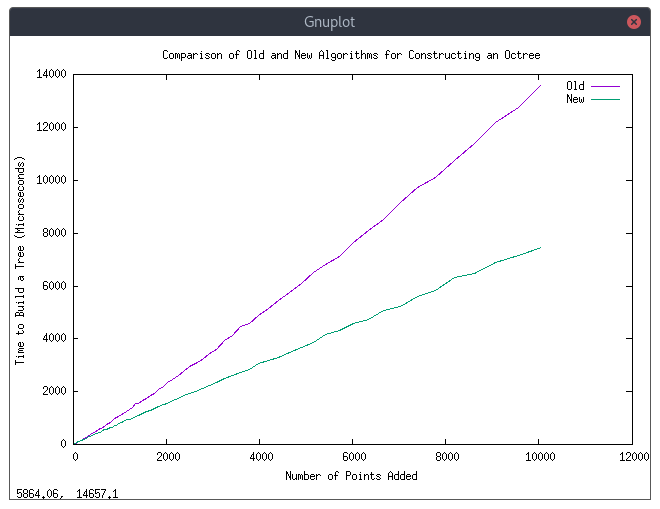 Gnuplot
Comparison of Old and New Algorithms for Constructing an Octree
14000
12000
10000
8000
6000
4000
2000
0
Time to Build a Tree (Microseconds)
Old
New
0 2000 4000 6000 8000 10000 12000
Number of Points Added
5864.06, 14657.1